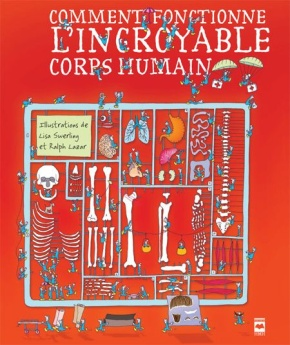 COMMENT FONCTIONNE
L'INCROYABLE
CORPS HUMAIN
Illustrations de
Lisa Swerling
et Ralph Lazar